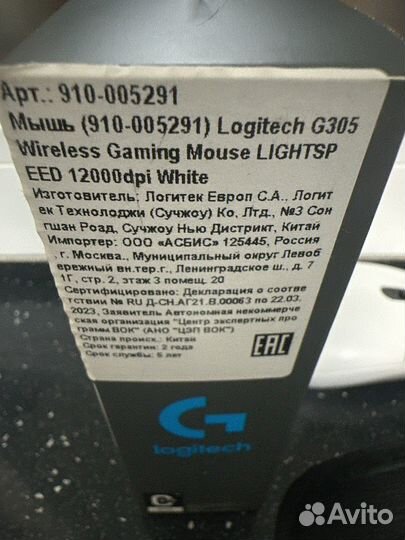 Арт.: 910-005291
Мышь (910-005291) Logitech G305
Wireless Gaming Mouse LIGHTSP
EED 12000dpi White
Изготовитель: Логитек Европ С.А., Логит
ек Технолоджи (Сучжоу) Ко, Лтд., №3 Сон
гшан Роад, Сучжоу Нью Дистрикт, Китай
Импортер: ООО «АСБИС» 125445, Россия
, г. Москва., Муниципальный округ Левоб
ережный вн.тер.г., Ленинградское ш., д. 7
1Г, стр. 2, этаж 3 помещ. 20
Сертифицировано: Декларация о соотве
тствии № RU Д-CH.АГ21.В.00063 по 22.03.
2023, Заявитель Автономная некоммерче
ская организация "Центр экспертных про
грамм ВОК" (АНО "ЦЭП ВОК")
Страна происх.: Китай
Срок гарантии: 2 года
Срок службы: 5 лет
EAC
G
logitech
Avito